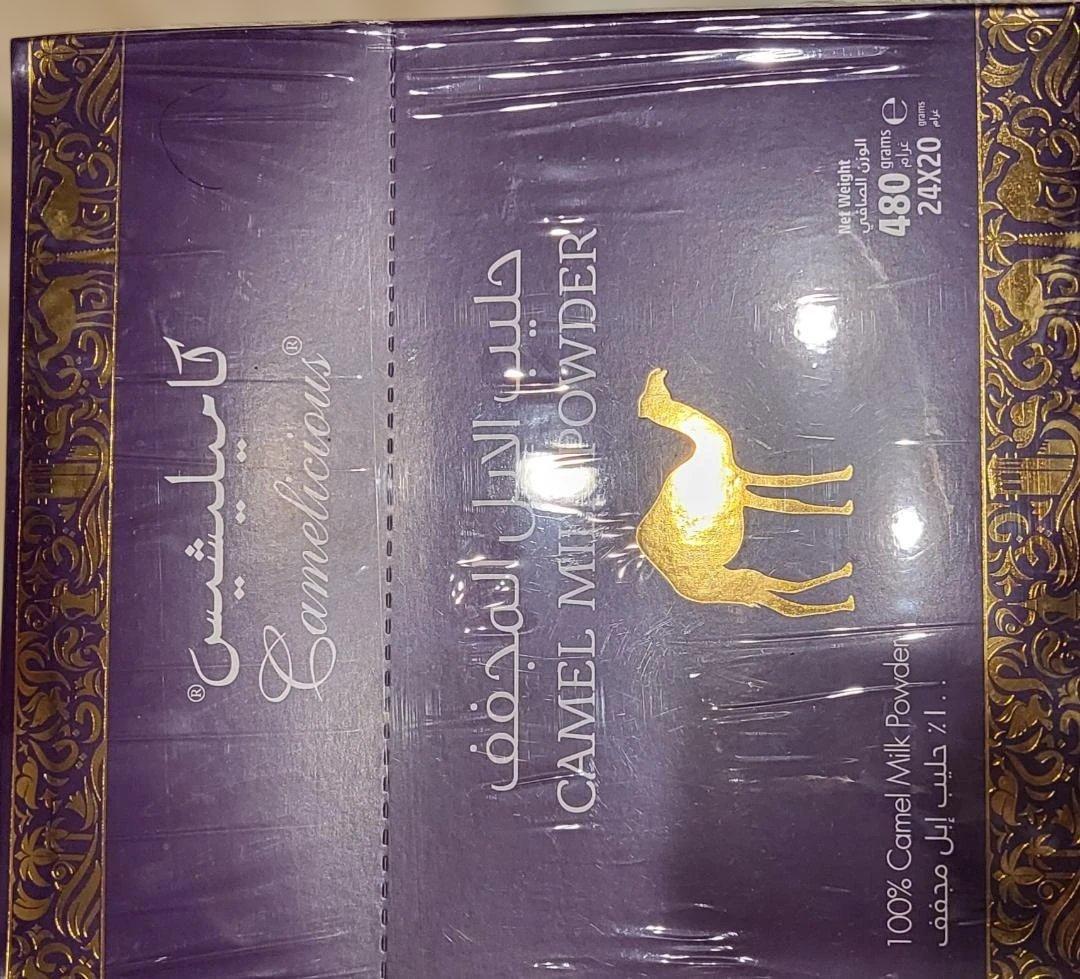 كاميليشيس®
Camelicious®
حليب الإبل المجفف
CAMEL MILK POWDER
Net Weight
الوزن الصافي
480 grams غرام e
24X20 grams غرام
100% Camel Milk Powder
١٠٠٪ حليب إبل مجفف